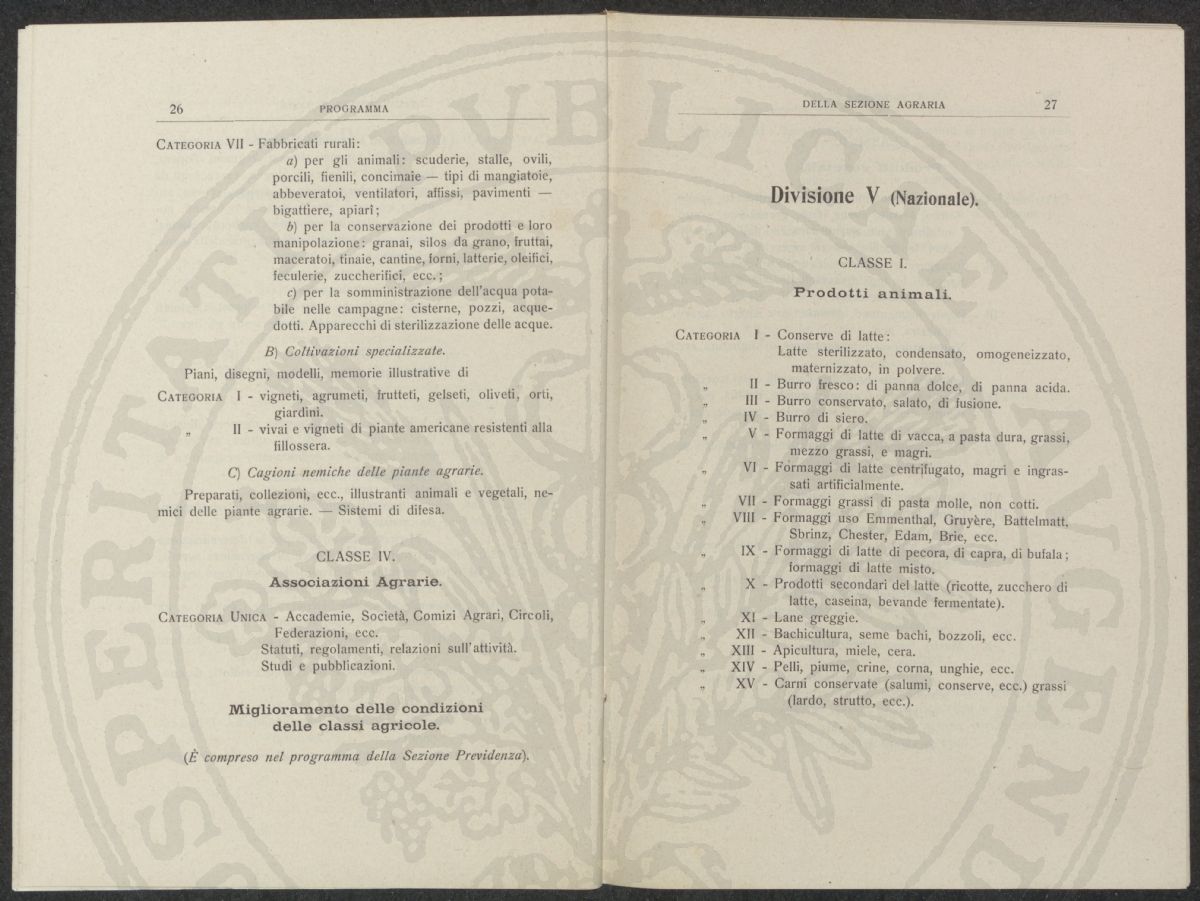 26 PROGRAMMA
CATEGORIA VII - Fabbricati rurali:
a) per gli animali: scuderie, stalle, ovili,
porcili, fienili, concimaie — tipi di mangiatoie,
abbeveratoi, ventilatori, affissi, pavimenti —
bigattiere, apiarî;
b) per la conservazione dei prodotti e loro
manipolazione: granai, silos da grano, fruttai,
maceratoi, tinaie, cantine, forni, latterie, oleifici,
feculerie, zuccherifici, ecc.;
c) per la somministrazione dell'acqua pota-
bile nelle campagne: cisterne, pozzi, acque-
dotti. Apparecchi di sterilizzazione delle acque.
B) Coltivazioni specializzate.
Piani, disegni, modelli, memorie illustrative di
CATEGORIA I - vigneti, agrumeti, frutteti, gelseti, oliveti, orti,
giardini.
„ II - vivai e vigneti di piante americane resistenti alla
fillossera.
C) Cagioni nemiche delle piante agrarie.
Preparati, collezioni, ecc., illustranti animali e vegetali, ne-
mici delle piante agrarie. — Sistemi di difesa.
CLASSE IV.
Associazioni Agrarie.
CATEGORIA UNICA - Accademie, Società, Comizi Agrari, Circoli,
Federazioni, ecc.
Statuti, regolamenti, relazioni sull'attività.
Studi e pubblicazioni.
Miglioramento delle condizioni
delle classi agricole.
(È compreso nel programma della Sezione Previdenza).
DELLA SEZIONE AGRARIA 27
Divisione V (Nazionale).
CLASSE I.
Prodotti animali.
CATEGORIA I - Conserve di latte:
Latte sterilizzato, condensato, omogeneizzato,
maternizzato, in polvere.
„ II - Burro fresco: di panna dolce, di panna acida.
„ III - Burro conservato, salato, di fusione.
„ IV - Burro di siero.
„ V - Formaggi di latte di vacca, a pasta dura, grassi,
mezzo grassi, e magri.
„ VI - Formaggi di latte centrifugato, magri e ingras-
sati artificialmente.
„ VII - Formaggi grassi di pasta molle, non cotti.
„ VIII - Formaggi uso Emmenthal, Gruyère, Battelmatt,
Sbrinz, Chester, Edam, Brie, ecc.
„ IX - Formaggi di latte di pecora, di capra, di bufala;
formaggi di latte misto.
„ X - Prodotti secondari del latte (ricotte, zucchero di
latte, caseina, bevande fermentate).
„ XI - Lane greggie.
„ XII - Bachicultura, seme bachi, bozzoli, ecc.
„ XIII - Apicultura, miele, cera.
„ XIV - Pelli, piume, crine, corna, unghie, ecc.
„ XV - Carni conservate (salumi, conserve, ecc.) grassi
(lardo, strutto, ecc.).
SPERITATI PVBLICAE AVGEND